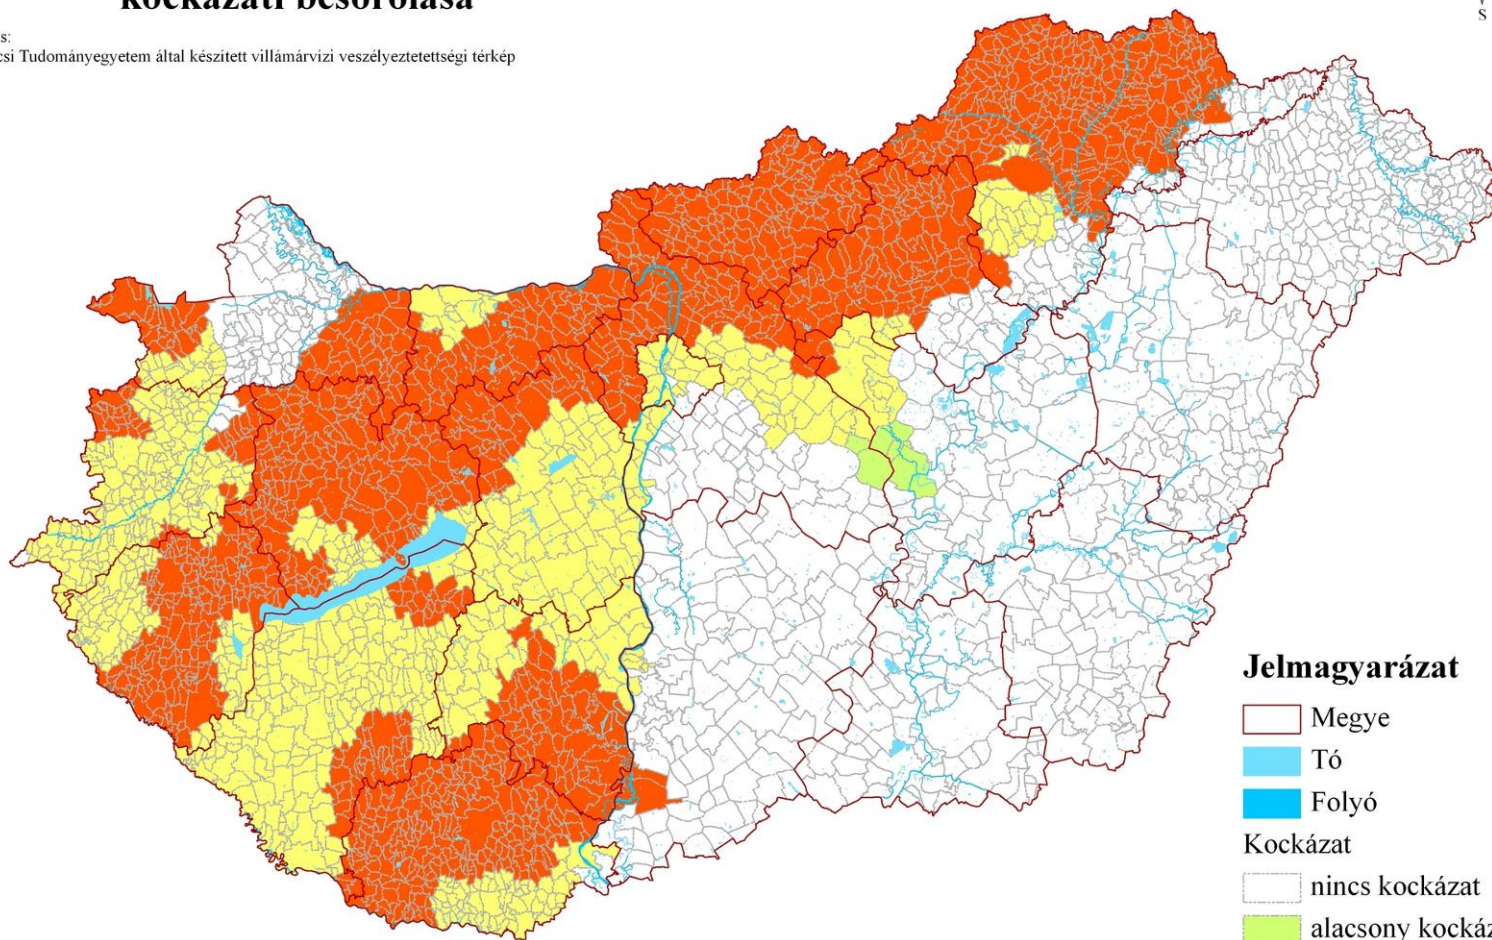 kockázati besorolása
S
s:
csi Tudományegyetem által készített villámárvízi veszélyeztetettségi térkép
Jelmagyarázat
Megye
Tó
Folyó
Kockázat
nincs kockázat
alacsony kockáz